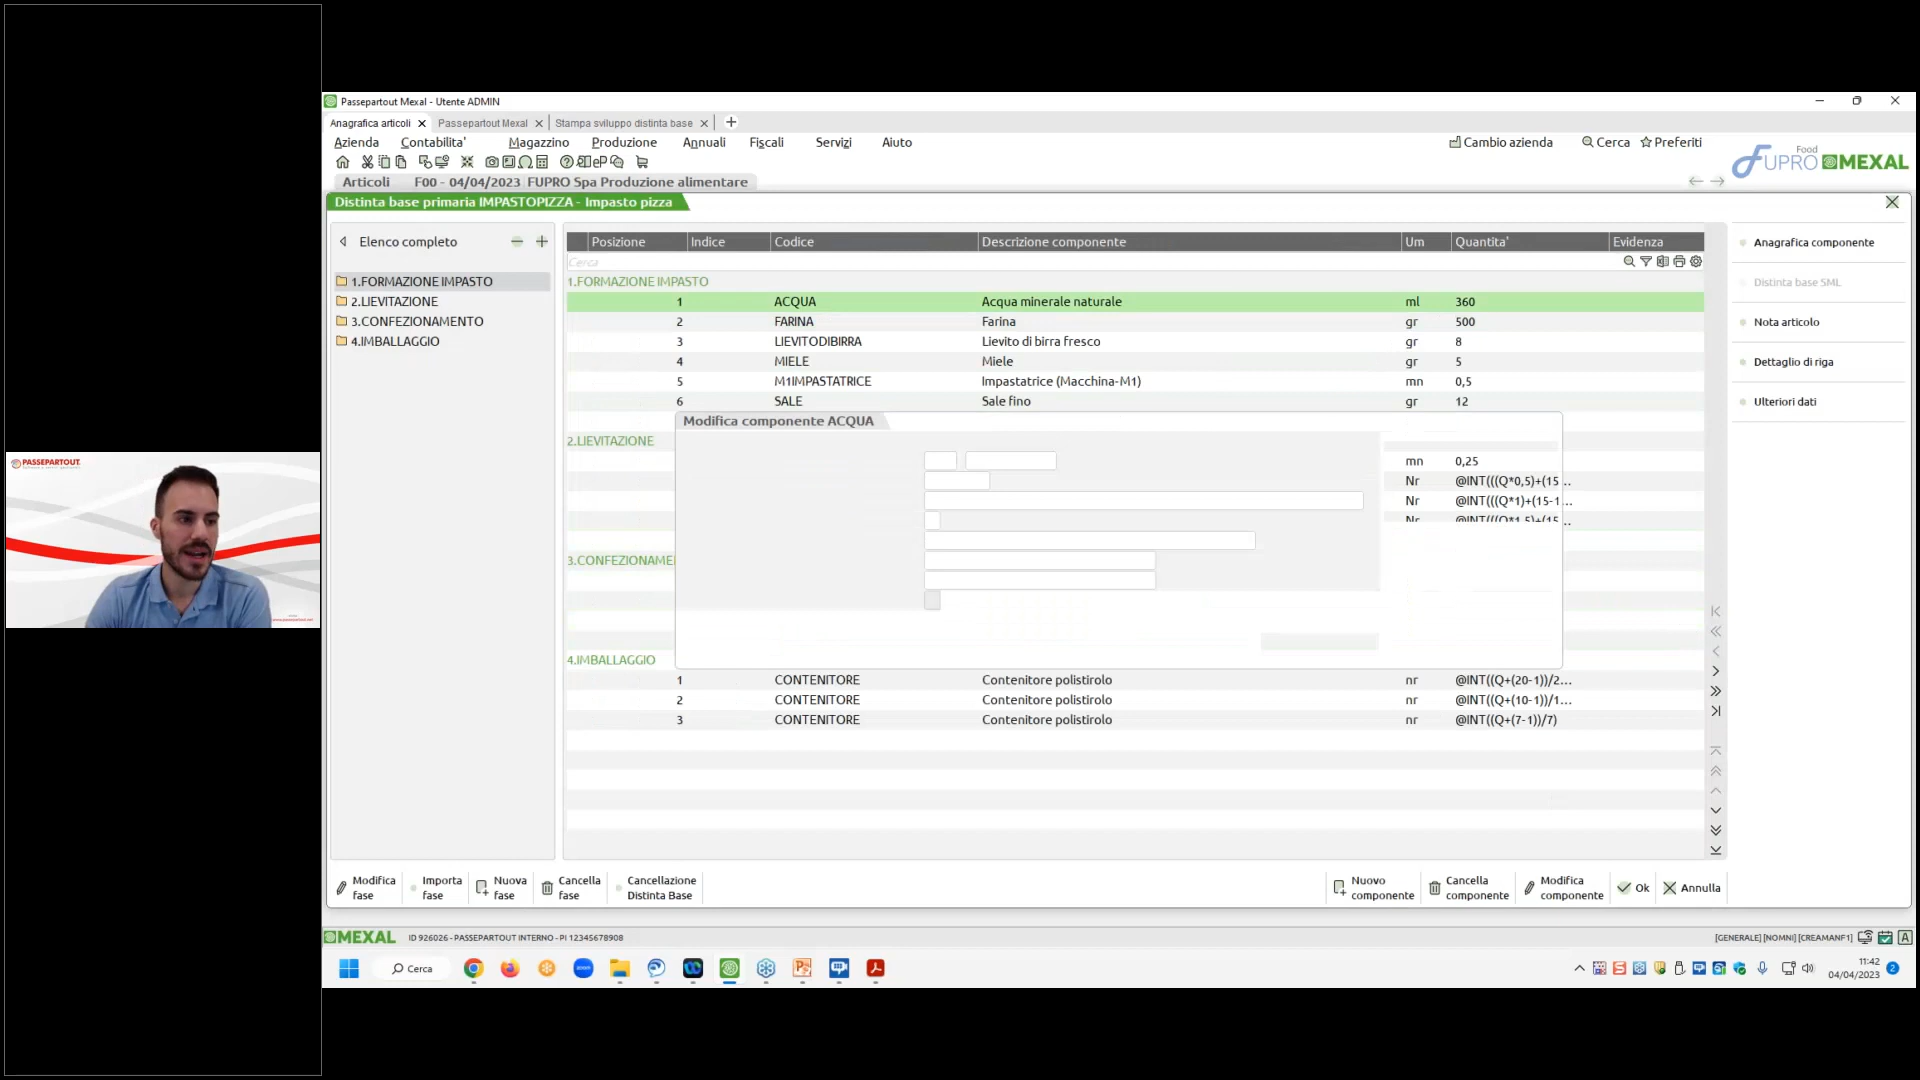 Passepartout Mexal - Utente ADMIN
Anagrafica articoli
Passepartout Mexal
Stampa sviluppo distinta base
Azienda
Contabilita'
Magazzino
Produzione
Annuali
Fiscali
Servizi
Aiuto
Cambio azienda
Cerca
Preferiti
Food
FUPRO MEXAL
Articoli
F00 - 04/04/2023 FUPRO Spa Produzione alimentare
Distinta base primaria IMPASTOPIZZA - Impasto pizza
Elenco completo
1.FORMAZIONE IMPASTO
2.LIEVITAZIONE
3.CONFEZIONAMENTO
4.IMBALLAGGIO
Posizione Indice Codice Descrizione componente Um Quantita' Evidenza
Cerca
1.FORMAZIONE IMPASTO
1 ACQUA Acqua minerale naturale ml 360
2 FARINA Farina gr 500
3 LIEVITODIBIRRA Lievito di birra fresco gr 8
4 MIELE Miele gr 5
5 M1IMPASTATRICE Impastatrice (Macchina-M1) mn 0,5
6 SALE Sale fino gr 12
Modifica componente ACQUA
2.LIEVITAZIONE
mn 0,25
Nr @INT(((Q*0,5)+(15 ...
Nr @INT(((Q*1)+(15-1...
Nr @INT(((Q*1,5)+(15 ...
3.CONFEZIONAME
4.IMBALLAGGIO
1 CONTENITORE Contenitore polistirolo nr @INT((Q+(20-1))/2...
2 CONTENITORE Contenitore polistirolo nr @INT((Q+(10-1))/1...
3 CONTENITORE Contenitore polistirolo nr @INT((Q+(7-1))/7)
Anagrafica componente
Distinta base SML
Nota articolo
Dettaglio di riga
Ulteriori dati
Modifica fase
Importa fase
Nuova fase
Cancella fase
Cancellazione Distinta Base
Nuovo componente
Cancella componente
Modifica componente
Ok
Annulla
MEXAL
ID 926026 - PASSEPARTOUT INTERNO - PI 12345678908
[GENERALE] [NOMNI] [CREAMANF1]
A
Cerca
11:42
04/04/2023
2
PASSEPARTOUT